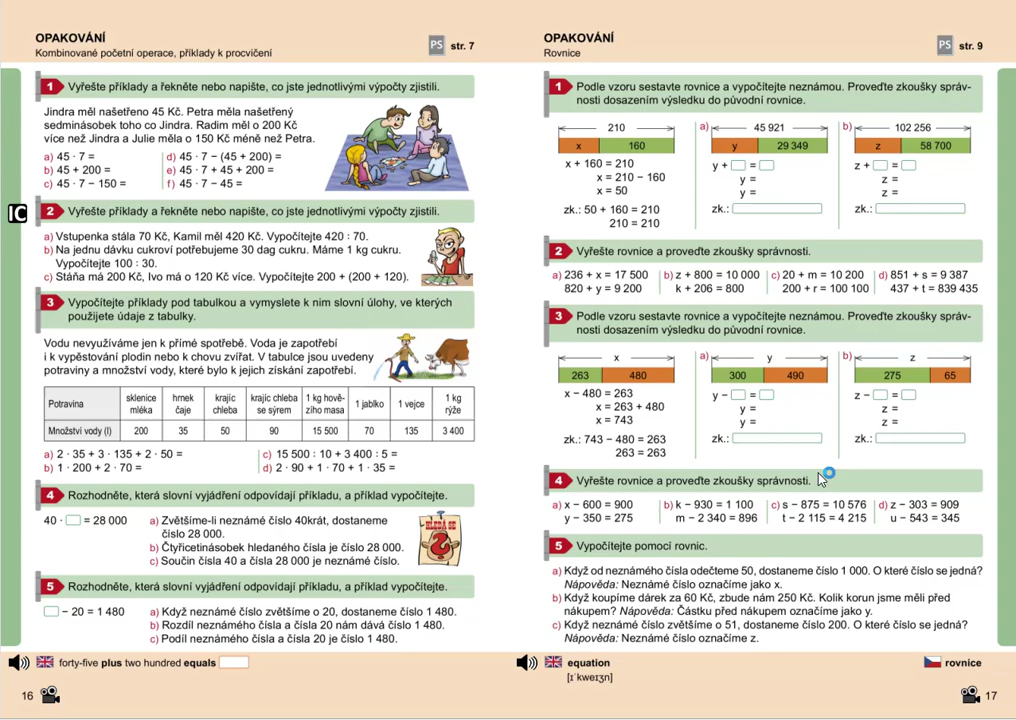 OPAKOVÁNÍ
Kombinované početní operace, příklady k procvičení
PS str. 7
1 Vyřešte příklady a řekněte nebo napište, co jste jednotlivými výpočty zjistili.
Jindra měl našetřeno 45 Kč. Petra měla našetřený
sedminásobek toho co Jindra. Radim měl o 200 Kč
více než Jindra a Julie měla o 150 Kč méně než Petra.
a) 45 · 7 =
b) 45 + 200 =
c) 45 · 7 − 150 =
d) 45 · 7 − (45 + 200) =
e) 45 · 7 + 45 + 200 =
f) 45 · 7 − 45 =
IC
2 Vyřešte příklady a řekněte nebo napište, co jste jednotlivými výpočty zjistili.
a) Vstupenka stála 70 Kč, Kamil měl 420 Kč. Vypočítejte 420 : 70.
b) Na jednu dávku cukroví potřebujeme 30 dag cukru. Máme 1 kg cukru.
Vypočítejte 100 : 30.
c) Stáňa má 200 Kč, Ivo má o 120 Kč více. Vypočítejte 200 + (200 + 120).
3 Vypočítejte příklady pod tabulkou a vymyslete k nim slovní úlohy, ve kterých
použijete údaje z tabulky.
Vodu nevyužíváme jen k přímé spotřebě. Voda je zapotřebí
i k vypěstování plodin nebo k chovu zvířat. V tabulce jsou uvedeny
potraviny a množství vody, které bylo k jejich získání zapotřebí.
Potravina sklenice mléka hrnek čaje krajíc chleba krajíc chleba se sýrem 1 kg hovězího masa 1 jablko 1 vejce 1 kg rýže
Množství vody (l) 200 35 50 90 15 500 70 135 3 400
a) 2 · 35 + 3 · 135 + 2 · 50 =
b) 1 · 200 + 2 · 70 =
c) 15 500 : 10 + 3 400 : 5 =
d) 2 · 90 + 1 · 70 + 1 · 35 =
4 Rozhodněte, která slovní vyjádření odpovídají příkladu, a příklad vypočítejte.
40 · = 28 000
a) Zvětšíme-li neznámé číslo 40krát, dostaneme
číslo 28 000.
b) Čtyřicetinásobek hledaného čísla je číslo 28 000.
c) Součin čísla 40 a čísla 28 000 je neznámé číslo.
HLEDÁ SE
?
5 Rozhodněte, která slovní vyjádření odpovídají příkladu, a příklad vypočítejte.
− 20 = 1 480
a) Když neznámé číslo zvětšíme o 20, dostaneme číslo 1 480.
b) Rozdíl neznámého čísla a čísla 20 nám dává číslo 1 480.
c) Podíl neznámého čísla a čísla 20 je číslo 1 480.
forty-five plus two hundred equals
16
OPAKOVÁNÍ
Rovnice
PS str. 9
1 Podle vzoru sestavte rovnice a vypočítejte neznámou. Proveďte zkoušky správ-
nosti dosazením výsledku do původní rovnice.
210
x 160
x + 160 = 210
x = 210 − 160
x = 50
zk.: 50 + 160 = 210
210 = 210
a) 45 921
y 29 349
y + =
y =
y =
zk.:
b) 102 256
z 58 700
z + =
z =
z =
zk.:
2 Vyřešte rovnice a proveďte zkoušky správnosti.
a) 236 + x = 17 500 b) z + 800 = 10 000 c) 20 + m = 10 200 d) 851 + s = 9 387
820 + y = 9 200 k + 206 = 800 200 + r = 100 100 437 + t = 839 435
3 Podle vzoru sestavte rovnice a vypočítejte neznámou. Proveďte zkoušky správ-
nosti dosazením výsledku do původní rovnice.
x
263 480
x − 480 = 263
x = 263 + 480
x = 743
zk.: 743 − 480 = 263
263 = 263
a) y
300 490
y − =
y =
y =
zk.:
b) z
275 65
z − =
z =
z =
zk.:
4 Vyřešte rovnice a proveďte zkoušky správnosti.
a) x − 600 = 900 b) k − 930 = 1 100 c) s − 875 = 10 576 d) z − 303 = 909
y − 350 = 275 m − 2 340 = 896 t − 2 115 = 4 215 u − 543 = 345
5 Vypočítejte pomocí rovnic.
a) Když od neznámého čísla odečteme 50, dostaneme číslo 1 000. O které číslo se jedná?
Nápověda: Neznámé číslo označíme jako x.
b) Když koupíme dárek za 60 Kč, zbude nám 250 Kč. Kolik korun jsme měli před
nákupem? Nápověda: Částku před nákupem označíme jako y.
c) Když neznámé číslo zvětšíme o 51, dostaneme číslo 200. O které číslo se jedná?
Nápověda: Neznámé číslo označíme z.
equation
[ɪˈkweɪʒn]
rovnice
17